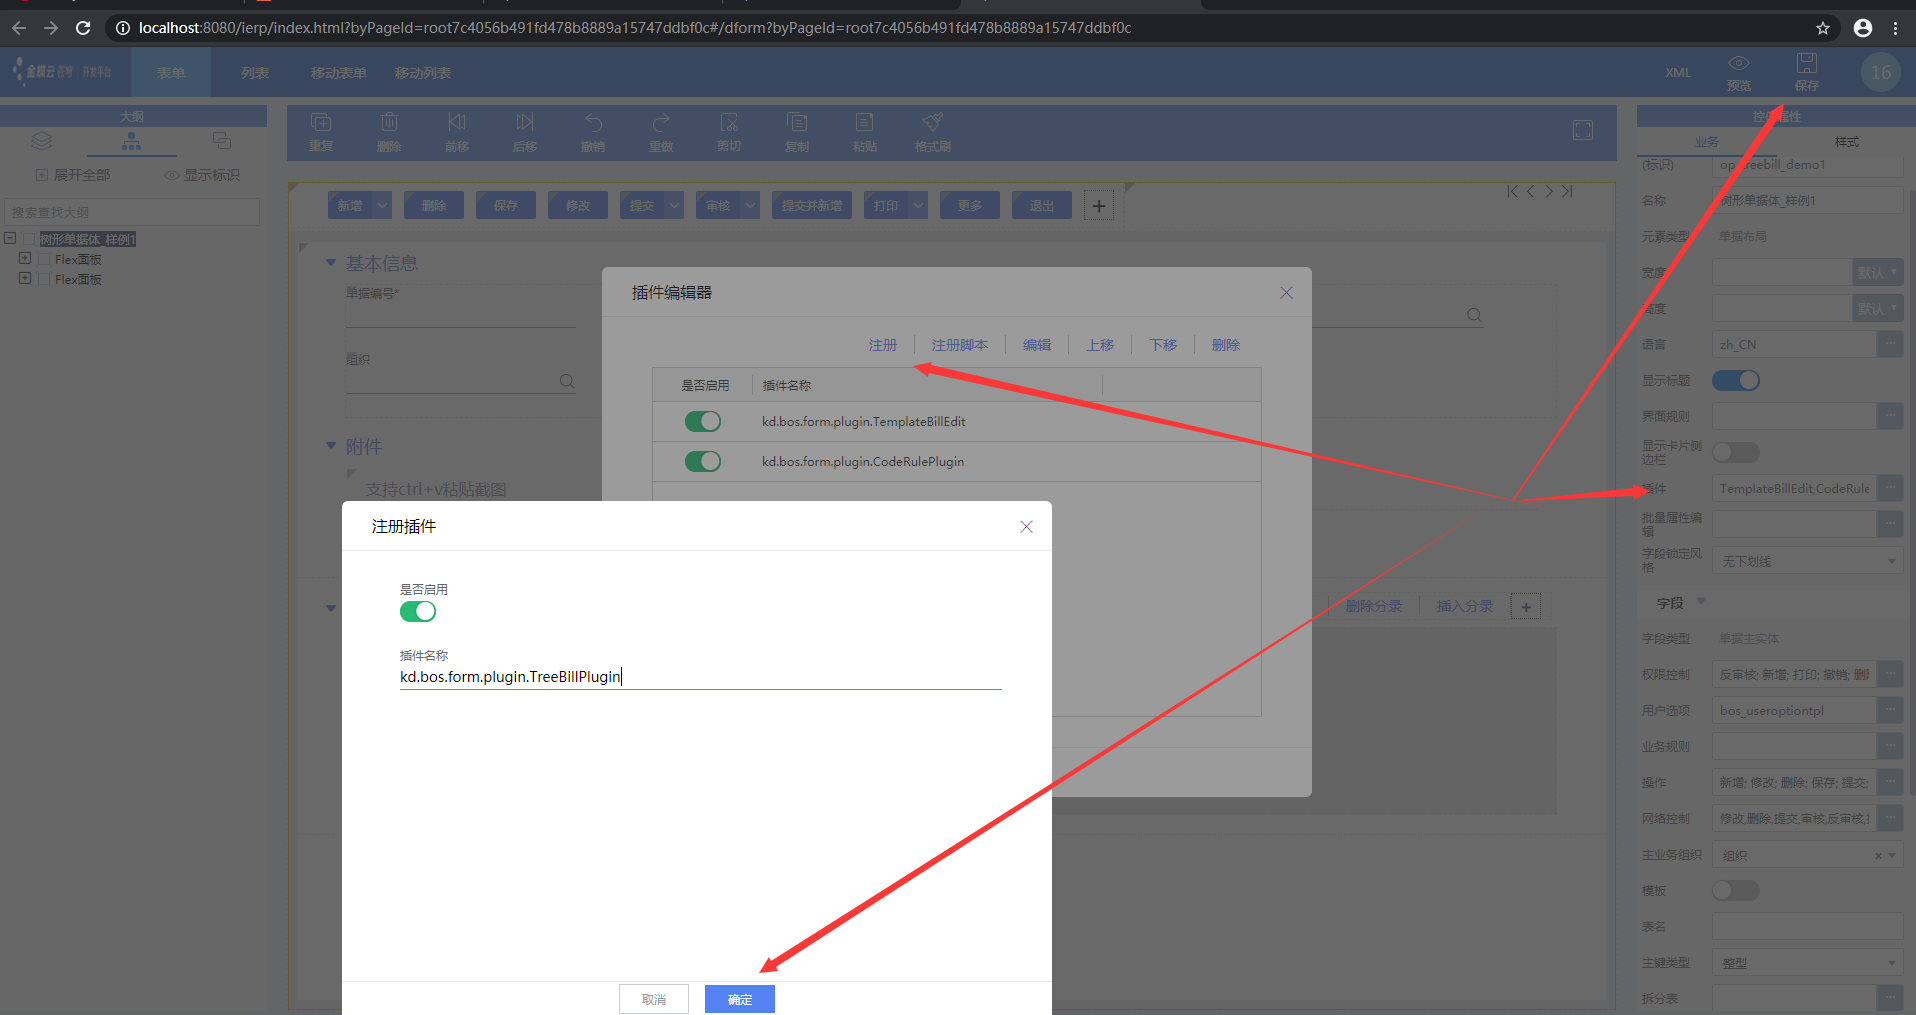 localhost:8080/ierp/index.html?byPageId=root7c4056b491fd478b8889a15747ddbf0c#/dform?byPageId=root7c4056b491fd478b8889a15747ddbf0c
金蝶云 苍穹 开发平台 表单 列表 移动表单 移动列表 XML 预览 保存 16
大纲
重复 删除 前移 后移 撤销 重做 剪切 复制 粘贴 格式刷
展开全部 显示标识
搜索查找大纲
树形单据体_样例1
Flex面板
Flex面板
新增 删除 保存 修改 提交 审核 提交并新增 打印 更多 退出
基本信息
单据编号*
组织
附件
支持ctrl+v粘贴截图
删除分录 插入分录
插件编辑器
注册 注册脚本 编辑 上移 下移 删除
是否启用 插件名称
kd.bos.form.plugin.TemplateBillEdit
kd.bos.form.plugin.CodeRulePlugin
注册插件
是否启用
插件名称
kd.bos.form.plugin.TreeBillPlugin
取消 确定
业务 样式
(标识)
名称 树形单据体_样例1
元素类型 单据布局
宽度 默认
高度 默认
语言 zh_CN
显示标题
界面规则
显示卡片侧边栏
插件 TemplateBillEdit,CodeRule
批量属性编辑
字段锁定风格 无下划线
字段
字段类型 单据主实体
权限控制 反审核; 新增; 打印; 撤销; 删
用户选项 bos_useroptiontpl
业务规则
操作 新增; 修改; 删除; 保存; 提交;
网络控制 修改,删除,提交,审核,反审核,
主业务组织 组织
模板
表名
主键类型 整型
拆分表